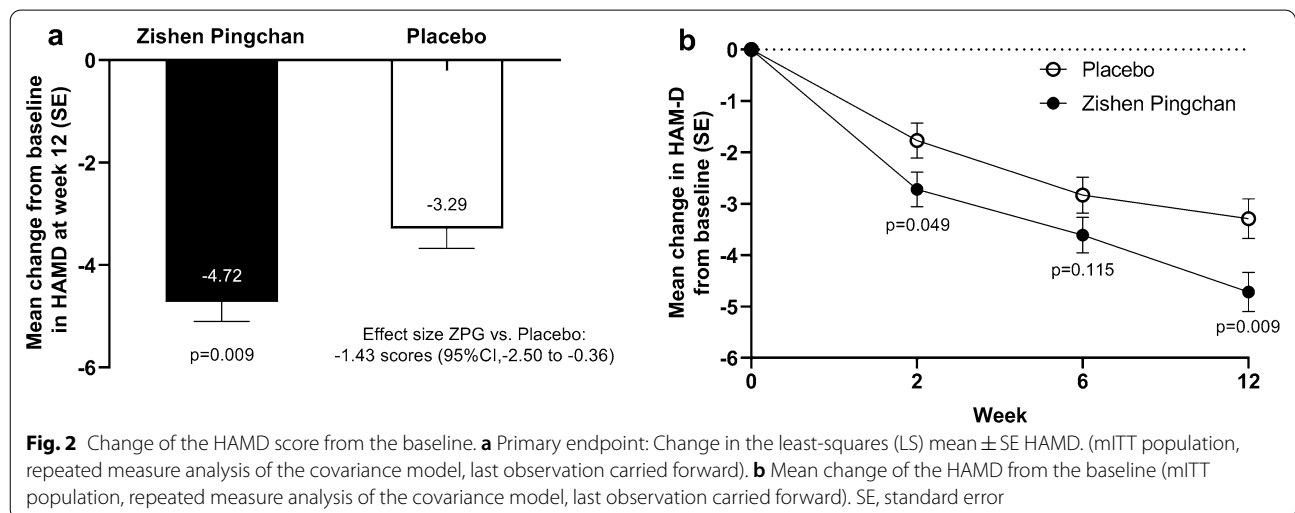 a
Zishen Pingchan
Placebo
Mean change from baseline
in HAMD at week 12 (SE)
0
-2
-4
-6
-4.72
-3.29
p=0.009
Effect size ZPG vs. Placebo:
-1.43 scores (95%CI,-2.50 to -0.36)
b
Mean change in HAM-D
from baseline (SE)
0
-1
-2
-3
-4
-5
-6
Placebo
Zishen Pingchan
p=0.049
p=0.115
p=0.009
0
2
6
12
Week
Fig. 2 Change of the HAMD score from the baseline. a Primary endpoint: Change in the least-squares (LS) mean ± SE HAMD. (mITT population,
repeated measure analysis of the covariance model, last observation carried forward). b Mean change of the HAMD from the baseline (mITT
population, repeated measure analysis of the covariance model, last observation carried forward). SE, standard error